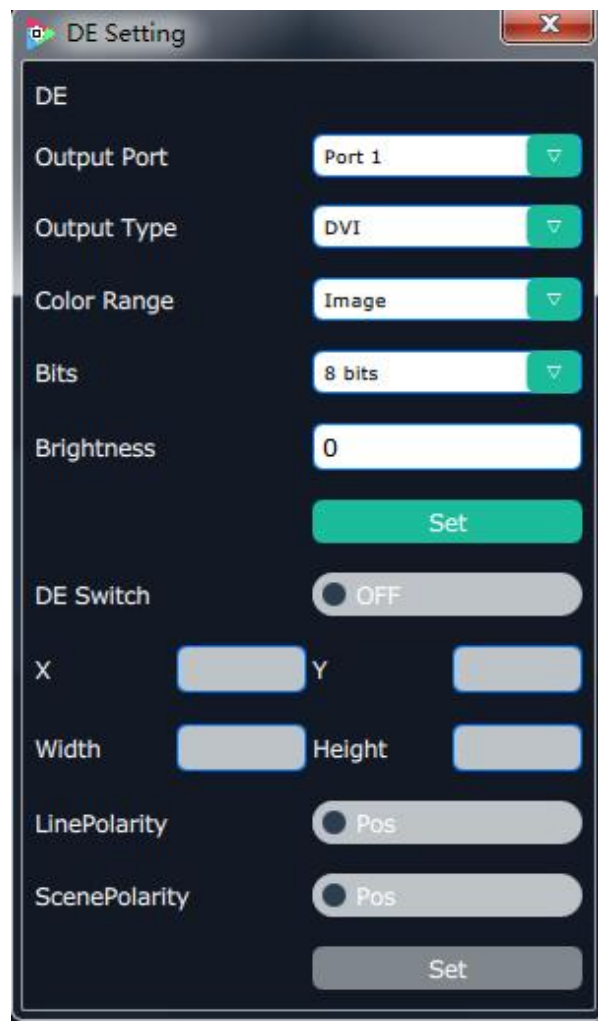 DE Setting
DE
Output Port Port 1
Output Type DVI
Color Range Image
Bits 8 bits
Brightness 0
Set
DE Switch OFF
X Y
Width Height
LinePolarity Pos
ScenePolarity Pos
Set